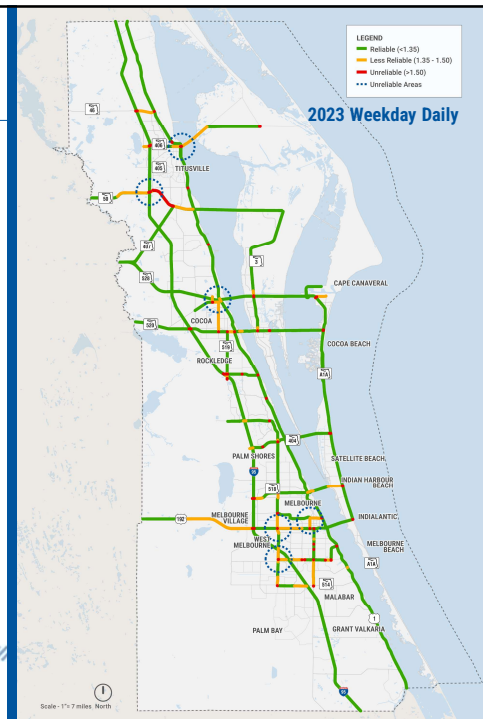 LEGEND
Reliable (<1.35)
Less Reliable (1.35 - 1.50)
Unreliable (>1.50)
Unreliable Areas
2023 Weekday Daily
46
406
TITUSVILLE
405
50
407
3
528
CAPE CANAVERAL
COCOA
520
COCOA BEACH
519
ROCKLEDGE
A1A
404
PALM SHORES
SATELLITE BEACH
95
INDIAN HARBOUR
BEACH
518
MELBOURNE
MELBOURNE
VILLAGE
192
INDIALANTIC
WEST
MELBOURNE
MELBOURNE
BEACH
A1A
514
MALABAR
1
PALM BAY
GRANT VALKARIA
95
Scale - 1"= 7 miles North